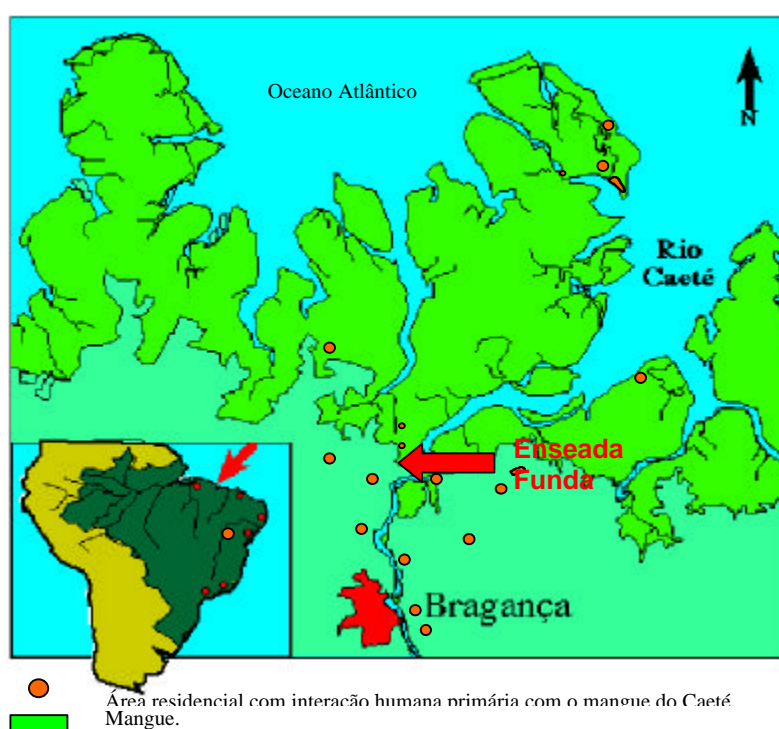 Oceano Atlântico
N
Rio
Caeté
Enseada
Funda
Bragança
Área residencial com interação humana primária com o mangue do Caeté
Mangue.